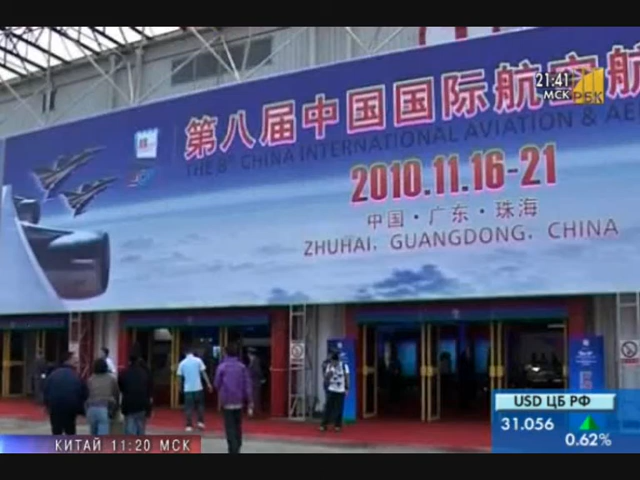 21:41
МСК РБК
第八届中国国际航空航
THE 8th CHINA INTERNATIONAL AVIATION & AE
2010.11.16-21
中国·广东·珠海
ZHUHAI, GUANGDONG, CHINA
USD ЦБ РФ
31.056
0.62%
КИТАЙ 11:20 МСК